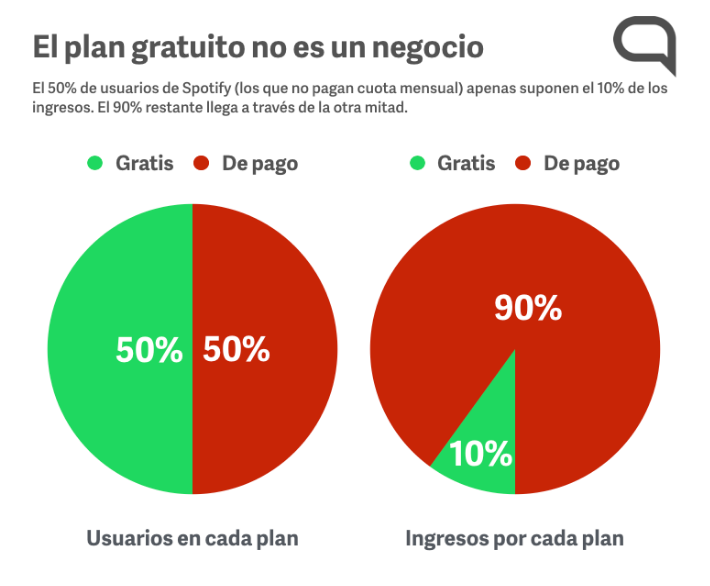 El plan gratuito no es un negocio
El 50% de usuarios de Spotify (los que no pagan cuota mensual) apenas suponen el 10% de los
ingresos. El 90% restante llega a través de la otra mitad.
Gratis De pago
Gratis De pago
50% 50%
90%
10%
Usuarios en cada plan
Ingresos por cada plan